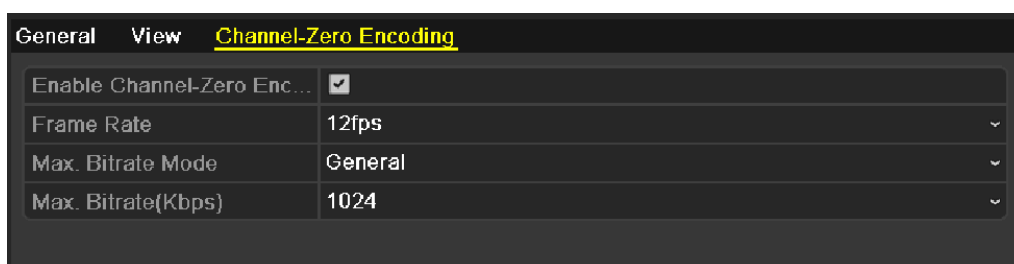 General View Channel-Zero Encoding
Enable Channel-Zero Enc...
Frame Rate 12fps
Max. Bitrate Mode General
Max. Bitrate(Kbps) 1024